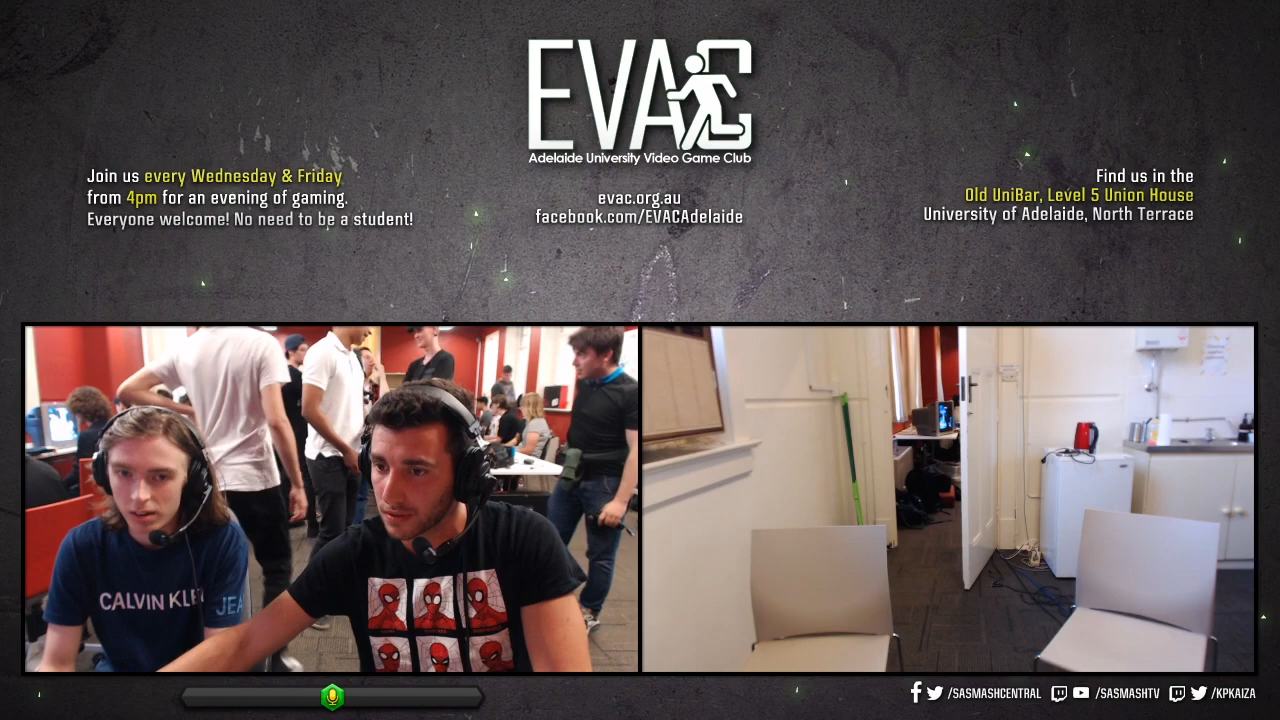 EVAC
Adelaide University Video Game Club
Join us every Wednesday & Friday
from 4pm for an evening of gaming.
Everyone welcome! No need to be a student!
evac.org.au
facebook.com/EVACAdelaide
Find us in the
Old UniBar, Level 5 Union House
University of Adelaide, North Terrace
CALVIN KLE JEA
/SASMASHCENTRAL /SASMASHTV /KPKAIZA